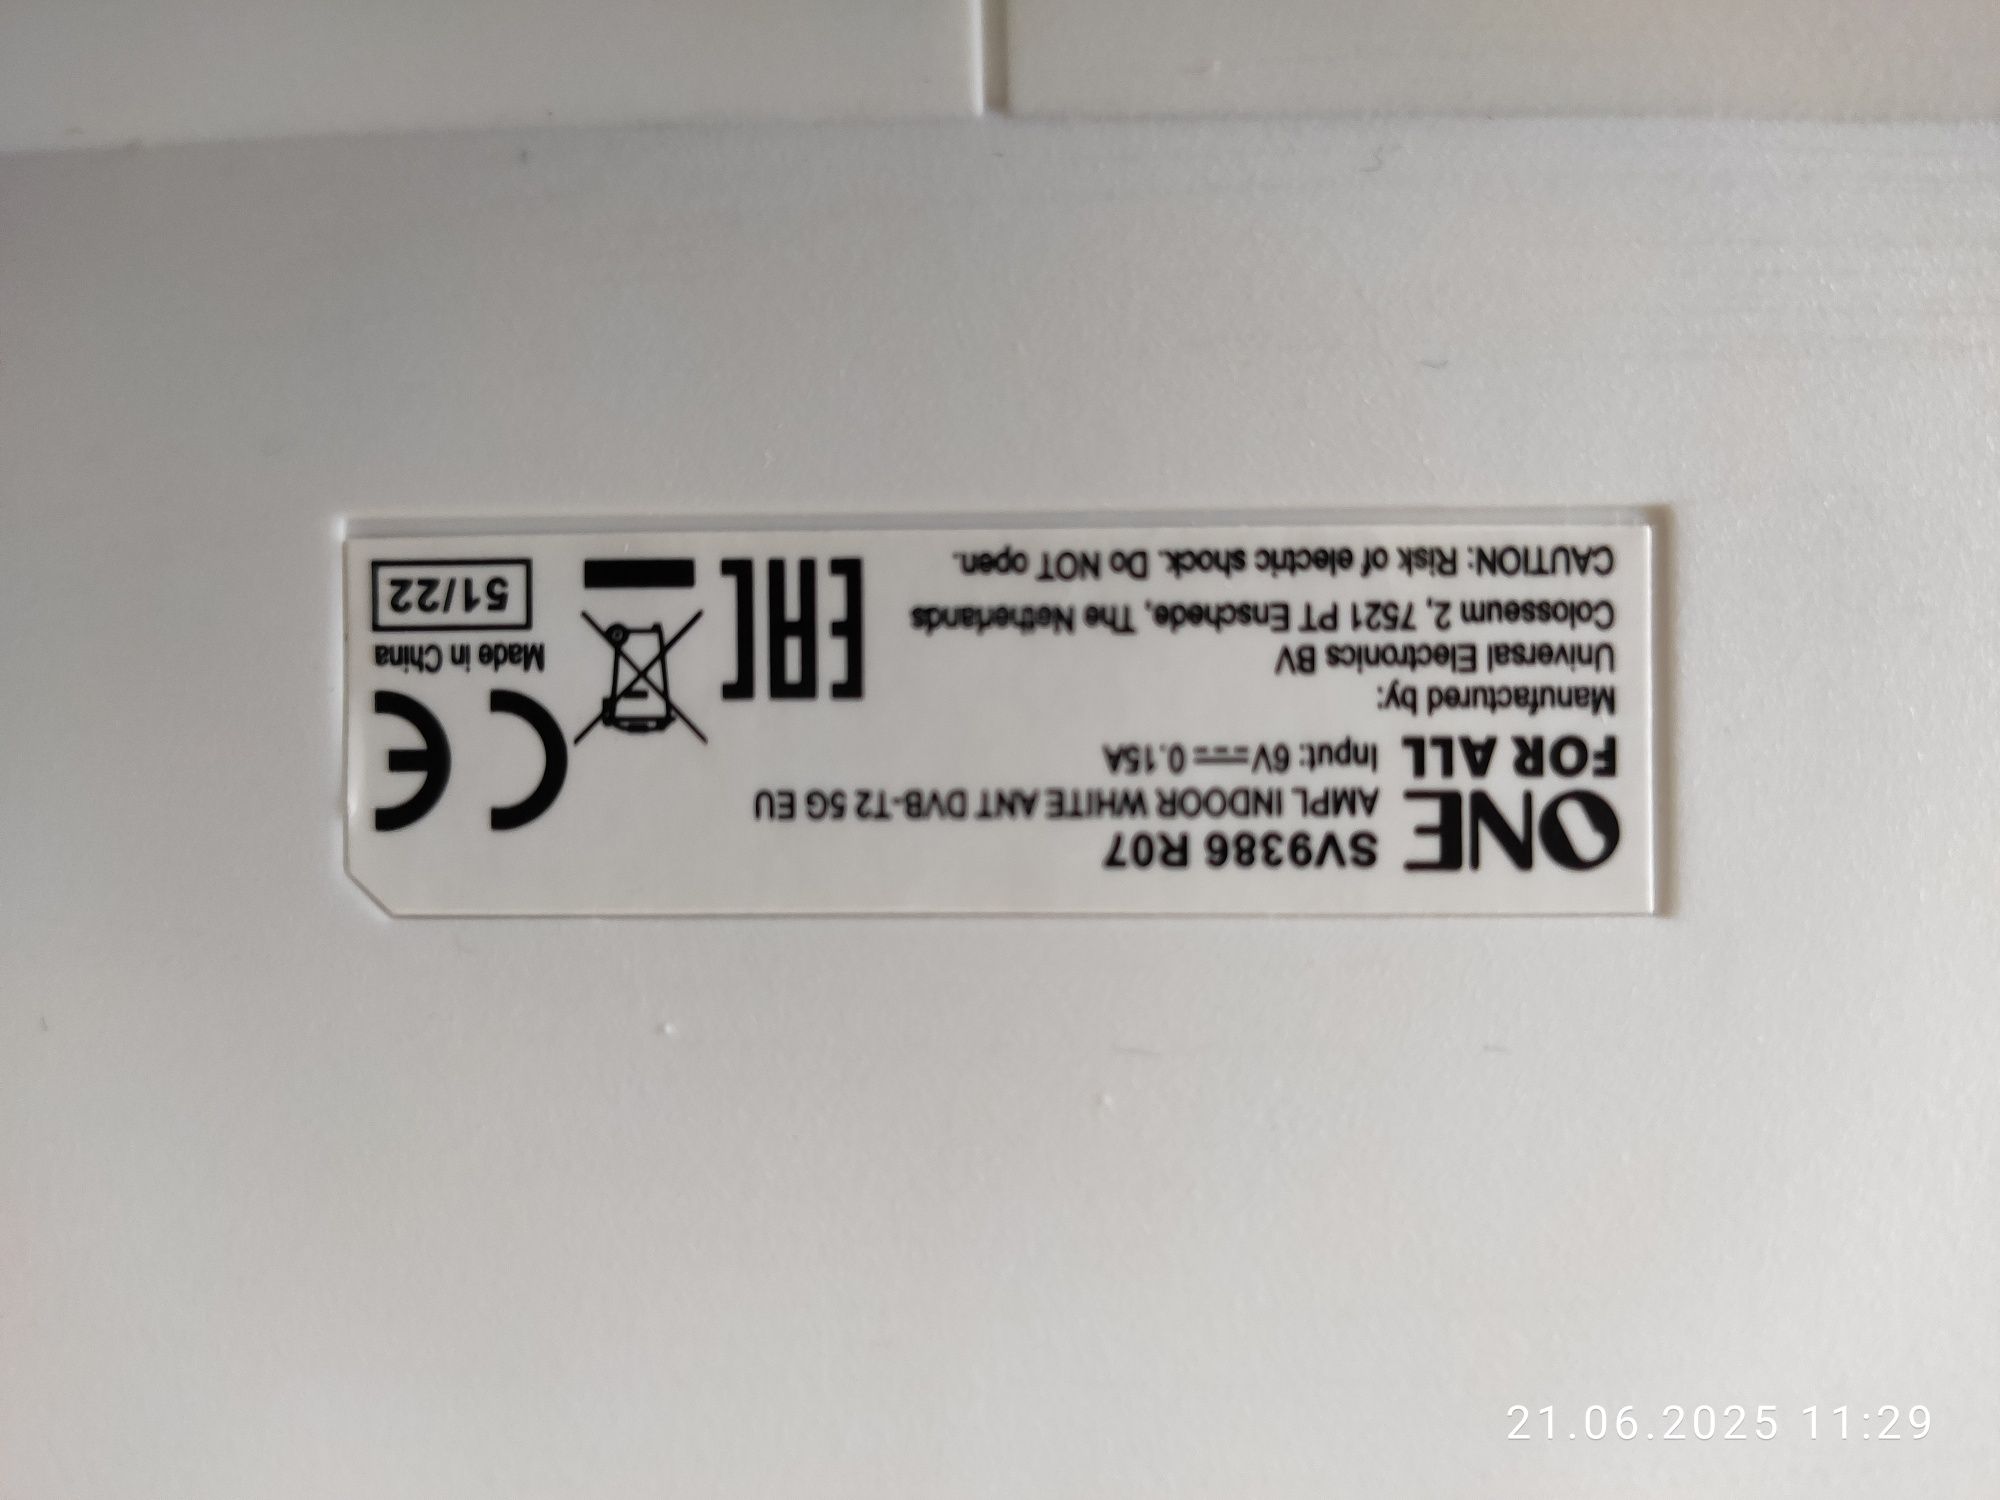 ONE
FOR ALL
SV9386 R07
AMPL INDOOR WHITE ANT DVB-T2 5G EU
Input: 6V⎓0.15A
Manufactured by:
Universal Electronics BV
Colosseum 2, 7521 PT Enschede, The Netherlands
CAUTION: Risk of electric shock. Do NOT open.
EAC
CE
Made in China
51/22
21.06.2025 11:29